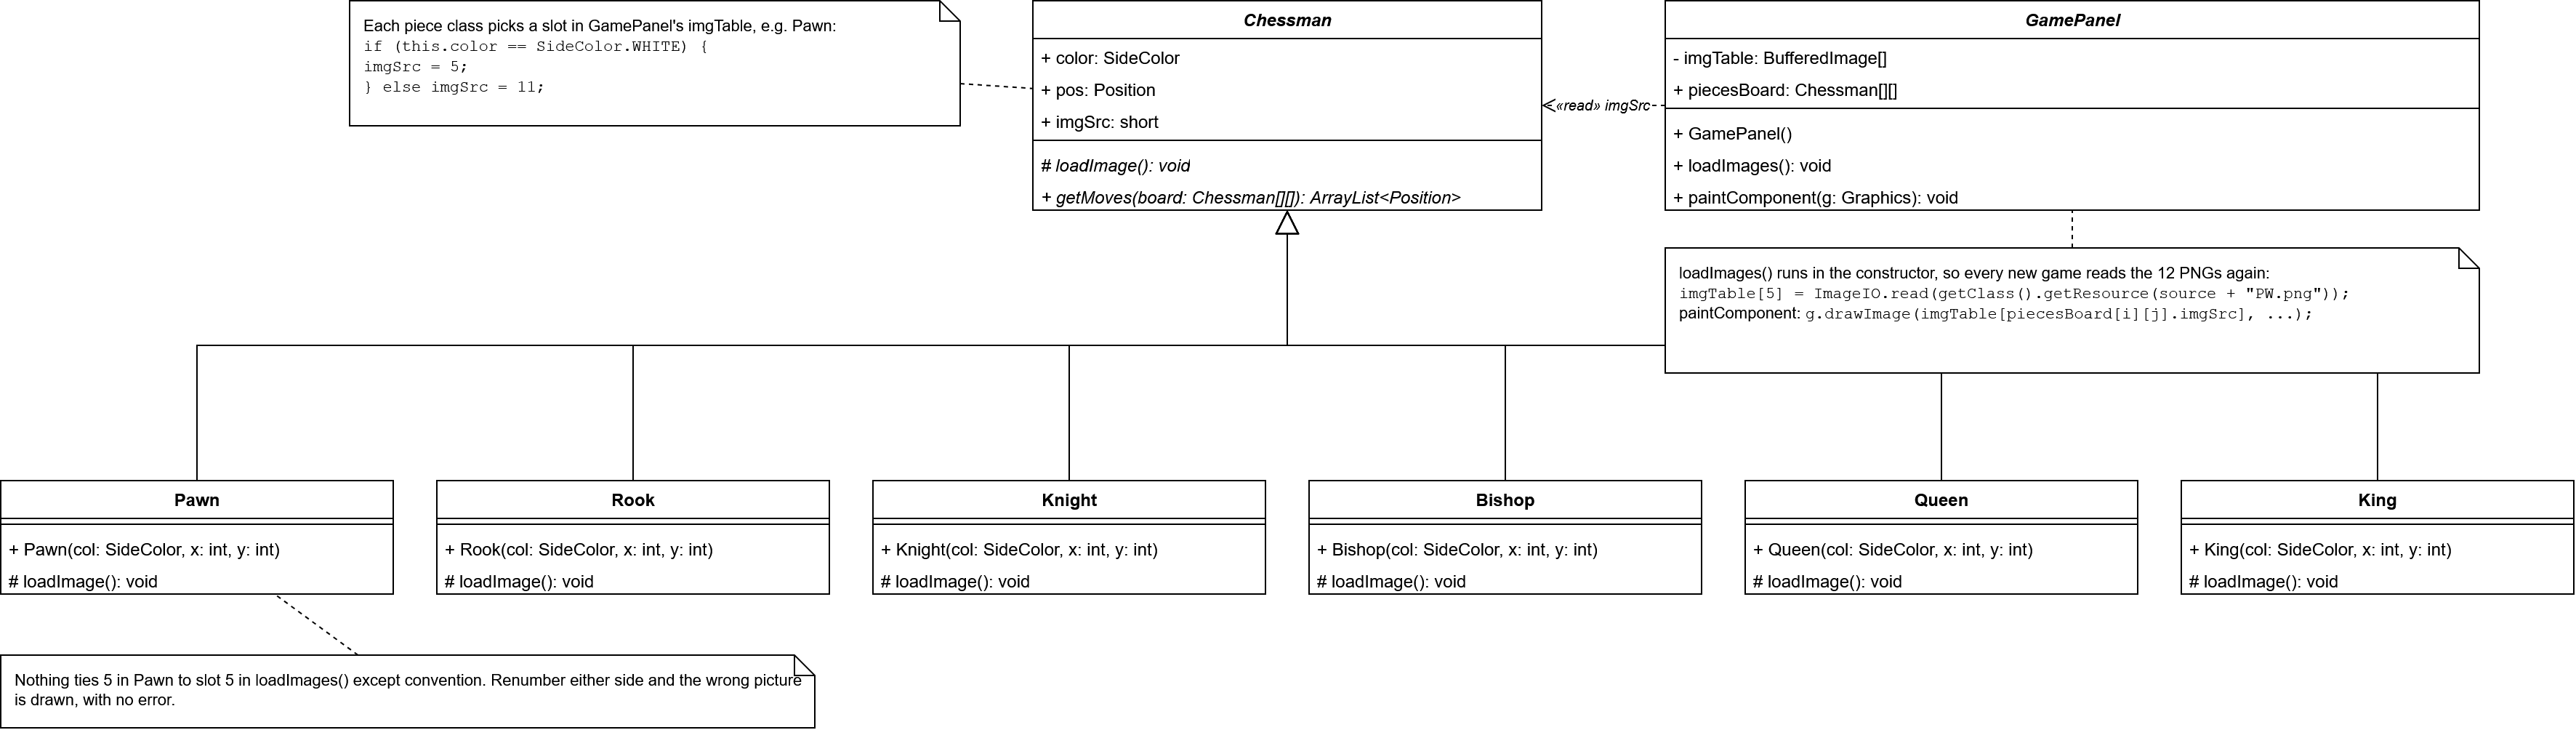 Each piece class picks a slot in GamePanel's imgTable, e.g. Pawn:
if (this.color == SideColor.WHITE) {
imgSrc = 5;
} else imgSrc = 11;
Chessman
+ color: SideColor
+ pos: Position
+ imgSrc: short
# loadImage(): void
+ getMoves(board: Chessman[][]): ArrayList<Position>
«read» imgSrc
GamePanel
- imgTable: BufferedImage[]
+ piecesBoard: Chessman[][]
+ GamePanel()
+ loadImages(): void
+ paintComponent(g: Graphics): void
loadImages() runs in the constructor, so every new game reads the 12 PNGs again:
imgTable[5] = ImageIO.read(getClass().getResource(source + "PW.png"));
paintComponent: g.drawImage(imgTable[piecesBoard[i][j].imgSrc], ...);
Pawn
+ Pawn(col: SideColor, x: int, y: int)
# loadImage(): void
Rook
+ Rook(col: SideColor, x: int, y: int)
# loadImage(): void
Knight
+ Knight(col: SideColor, x: int, y: int)
# loadImage(): void
Bishop
+ Bishop(col: SideColor, x: int, y: int)
# loadImage(): void
Queen
+ Queen(col: SideColor, x: int, y: int)
# loadImage(): void
King
+ King(col: SideColor, x: int, y: int)
# loadImage(): void
Nothing ties 5 in Pawn to slot 5 in loadImages() except convention. Renumber either side and the wrong picture
is drawn, with no error.